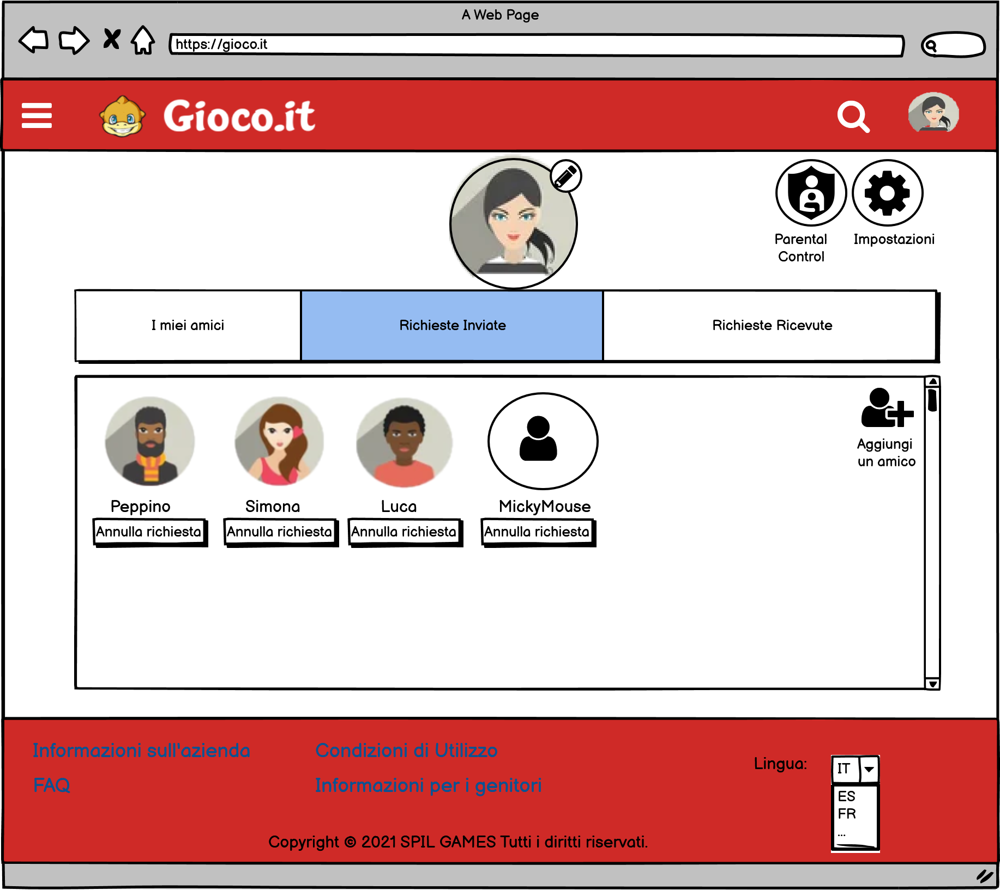 A Web Page
https://gioco.it
Gioco.it
Parental
Control
Impostazioni
I miei amici
Richieste Inviate
Richieste Ricevute
Aggiungi
un amico
Peppino
Simona
Luca
MickyMouse
Annulla richiesta
Annulla richiesta
Annulla richiesta
Annulla richiesta
Informazioni sull'azienda
Condizioni di Utilizzo
Lingua:
IT
FAQ
Informazioni per i genitori
ES
FR
...
Copyright © 2021 SPIL GAMES Tutti i diritti riservati.